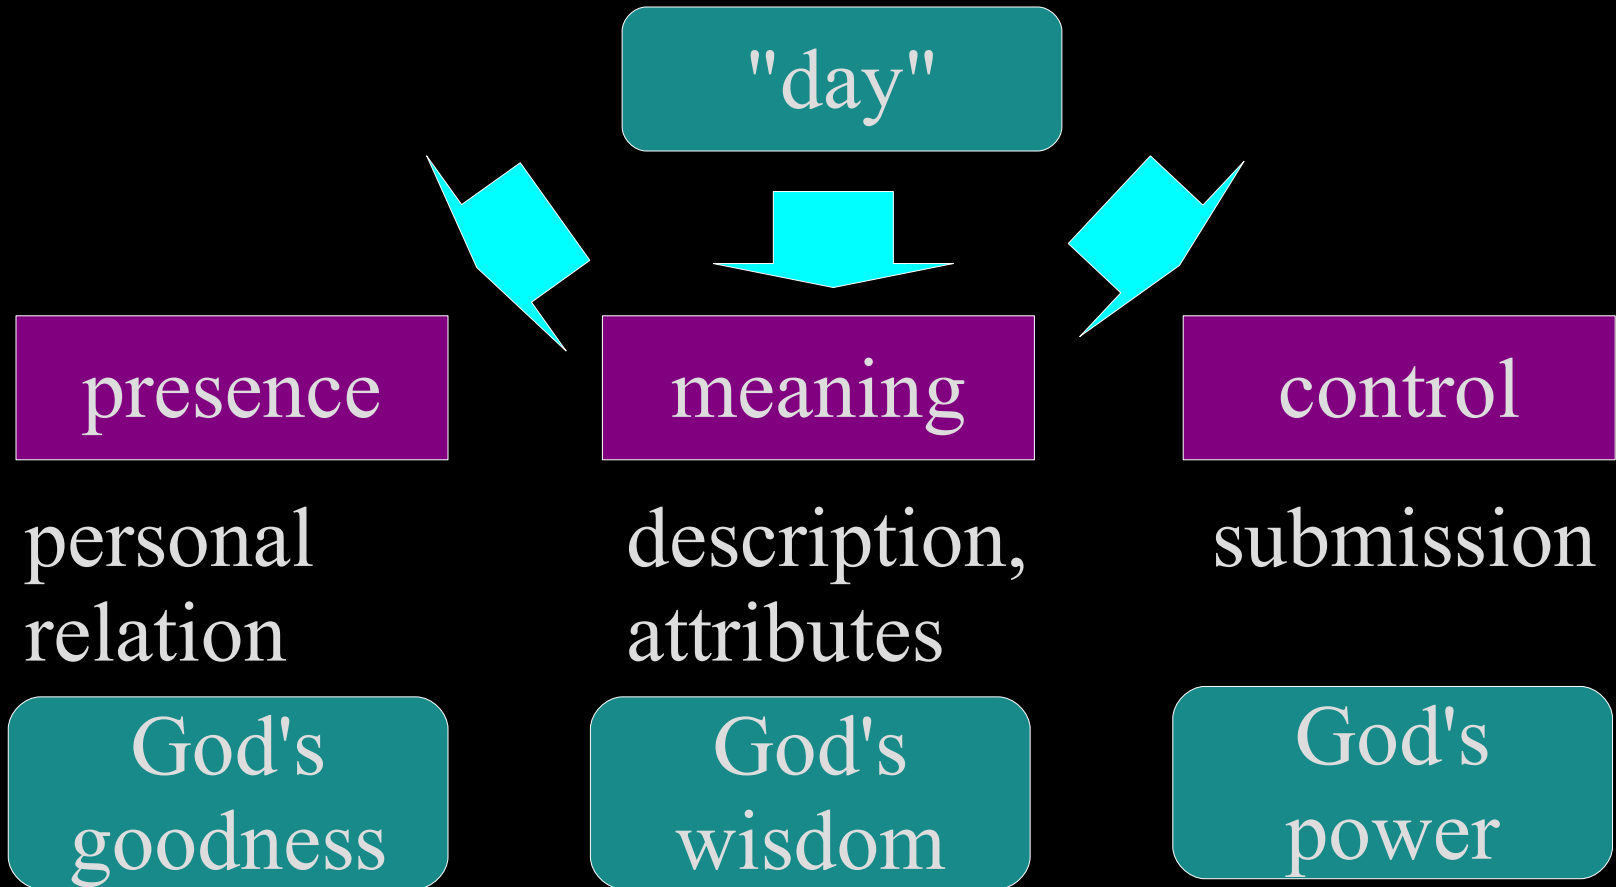 "day"
presence
meaning
control
personal
relation
description,
attributes
submission
God's
goodness
God's
wisdom
God's
power